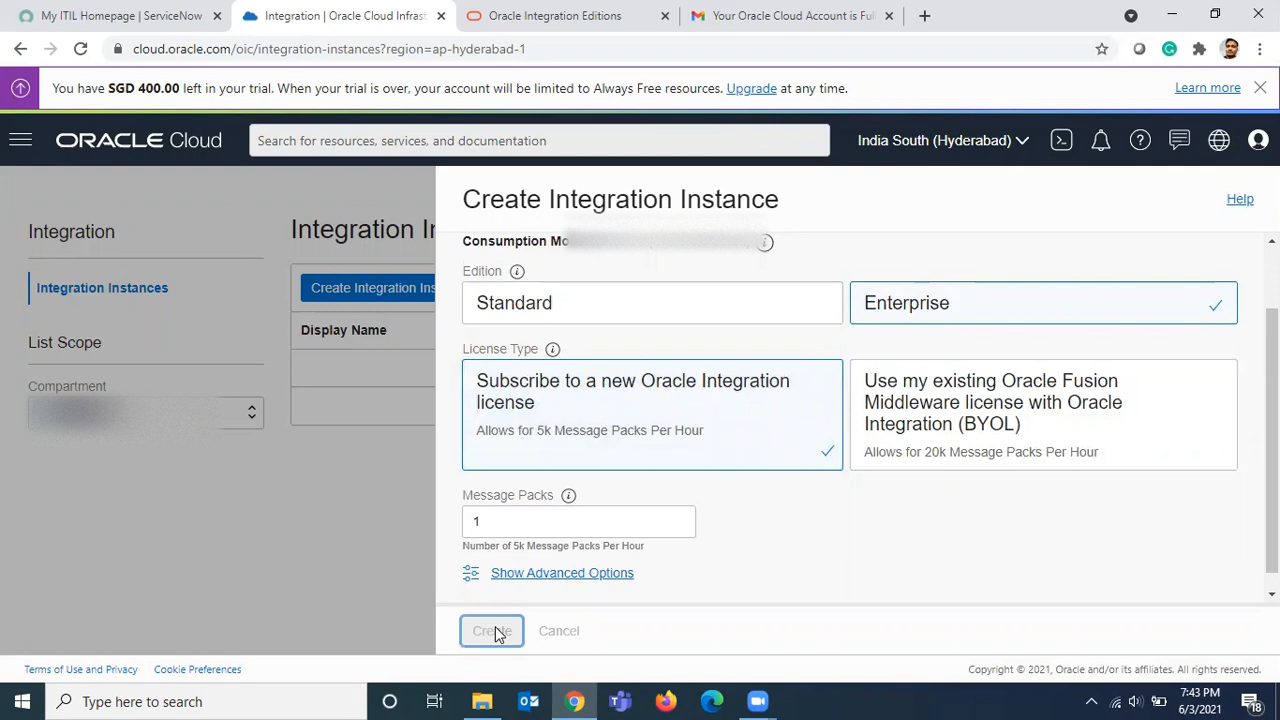 My ITIL Homepage | ServiceNow
Integration | Oracle Cloud Infrast
Oracle Integration Editions
Your Oracle Cloud Account is Ful
cloud.oracle.com/oic/integration-instances?region=ap-hyderabad-1
You have SGD 400.00 left in your trial. When your trial is over, your account will be limited to Always Free resources. Upgrade at any time.
Learn more
ORACLE Cloud
Search for resources, services, and documentation
India South (Hyderabad)
Create Integration Instance
Help
Integration
Integration Instances
List Scope
Compartment
Integration I
Create Integration Ins
Display Name
Consumption Mo
Edition
Standard
Enterprise
License Type
Subscribe to a new Oracle Integration
license
Allows for 5k Message Packs Per Hour
Use my existing Oracle Fusion
Middleware license with Oracle
Integration (BYOL)
Allows for 20k Message Packs Per Hour
Message Packs
1
Number of 5k Message Packs Per Hour
Show Advanced Options
Create
Cancel
Terms of Use and Privacy
Cookie Preferences
Copyright © 2021, Oracle and/or its affiliates. All rights reserved.
Type here to search
7:43 PM
6/3/2021
18